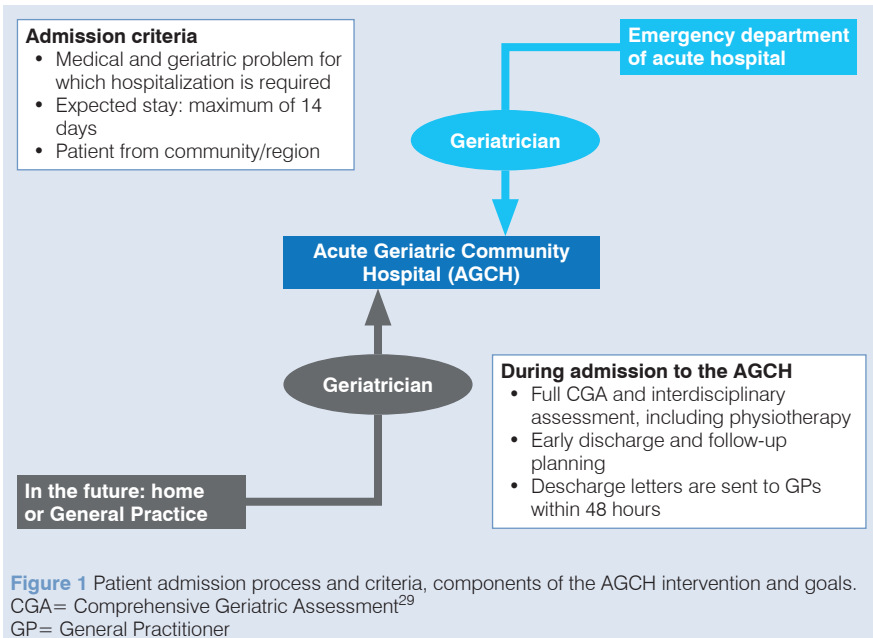 Admission criteria
• Medical and geriatric problem for
which hospitalization is required
• Expected stay: maximum of 14
days
• Patient from community/region
Emergency department
of acute hospital
Geriatrician
Acute Geriatric Community
Hospital (AGCH)
Geriatrician
During admission to the AGCH
• Full CGA and interdisciplinary
assessment, including physiotherapy
• Early discharge and follow-up
planning
• Descharge letters are sent to GPs
within 48 hours
In the future: home
or General Practice
Figure 1 Patient admission process and criteria, components of the AGCH intervention and goals.
CGA= Comprehensive Geriatric Assessment29
GP= General Practitioner